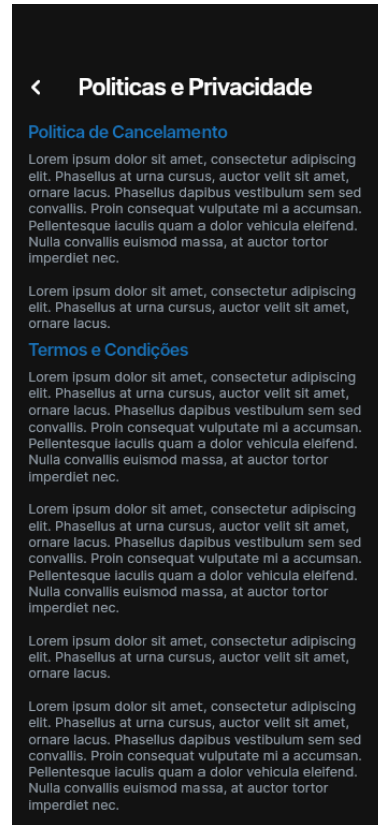 Politicas e Privacidade
Politica de Cancelamento
Lorem ipsum dolor sit amet, consectetur adipiscing
elit. Phasellus at urna cursus, auctor velit sit amet,
ornare lacus. Phasellus dapibus vestibulum sem sed
convallis. Proin consequat vulputate mi a accumsan.
Pellentesque iaculis quam a dolor vehicula eleifend.
Nulla convallis euismod massa, at auctor tortor
imperdiet nec.
Lorem ipsum dolor sit amet, consectetur adipiscing
elit. Phasellus at urna cursus, auctor velit sit amet,
ornare lacus.
Termos e Condições
Lorem ipsum dolor sit amet, consectetur adipiscing
elit. Phasellus at urna cursus, auctor velit sit amet,
ornare lacus. Phasellus dapibus vestibulum sem sed
convallis. Proin consequat vulputate mi a accumsan.
Pellentesque iaculis quam a dolor vehicula eleifend.
Nulla convallis euismod massa, at auctor tortor
imperdiet nec.
Lorem ipsum dolor sit amet, consectetur adipiscing
elit. Phasellus at urna cursus, auctor velit sit amet,
ornare lacus. Phasellus dapibus vestibulum sem sed
convallis. Proin consequat vulputate mi a accumsan.
Pellentesque iaculis quam a dolor vehicula eleifend.
Nulla convallis euismod massa, at auctor tortor
imperdiet nec.
Lorem ipsum dolor sit amet, consectetur adipiscing
elit. Phasellus at urna cursus, auctor velit sit amet,
ornare lacus.
Lorem ipsum dolor sit amet, consectetur adipiscing
elit. Phasellus at urna cursus, auctor velit sit amet,
ornare lacus. Phasellus dapibus vestibulum sem sed
convallis. Proin consequat vulputate mi a accumsan.
Pellentesque iaculis quam a dolor vehicula eleifend.
Nulla convallis euismod massa, at auctor tortor
imperdiet nec.